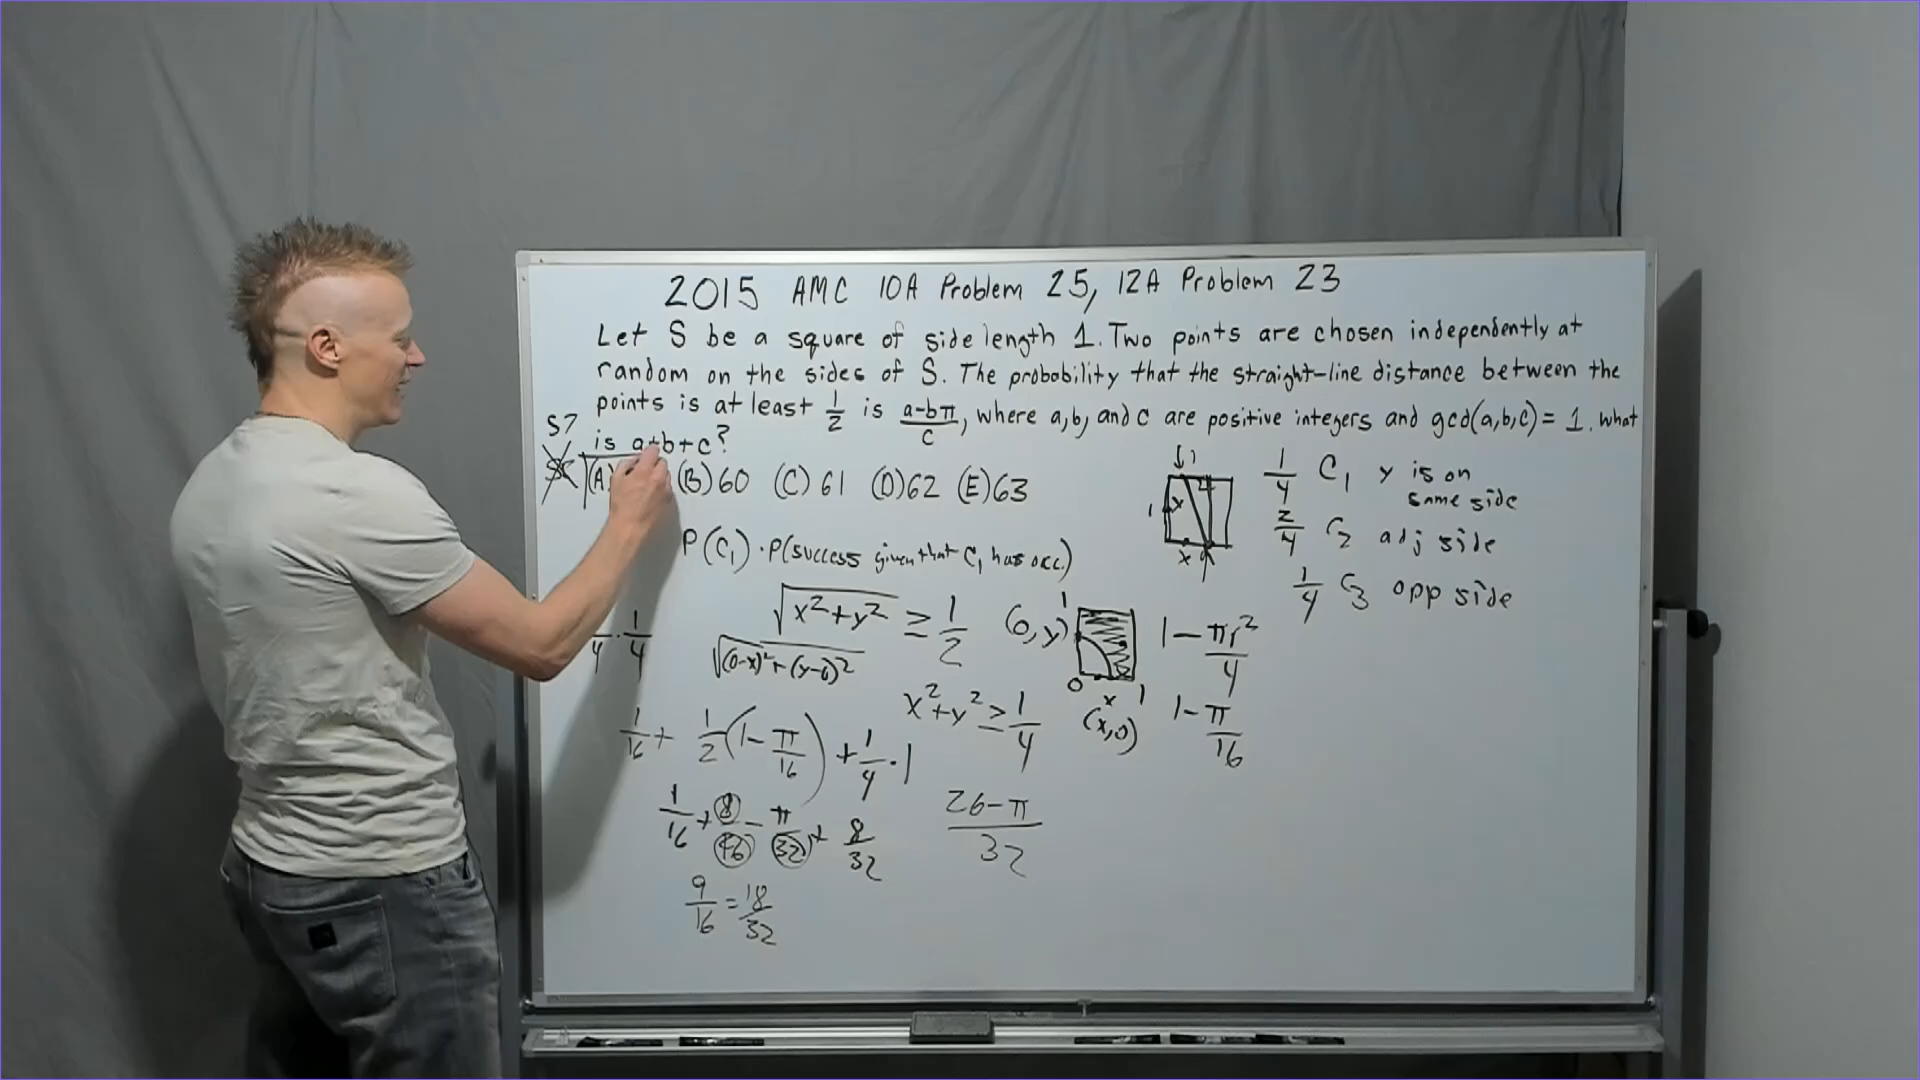 2015 AMC 10A Problem 25, 12A Problem 23
Let S be a square of side length 1. Two points are chosen independently at
random on the sides of S. The probability that the straight-line distance between the
points is at least 1/2 is (a-bπ)/c, where a, b, and c are positive integers and gcd(a,b,c) = 1. what
57
is a+b+c?
(A) (B) 60 (C) 61 (D) 62 (E) 63
1/4 C₁ y is on
same side
2/4 C₂ adj side
1/4 C₃ opp side
1
1 x
x
P(C₁)·P(success given that C₁ has occ.)
√(x²+y²) ≥ 1/2
√((0-x)²+(y-0)²)
1/4 · 1/4
(0,y) 1
0 x 1
(x,0)
1 - πr²/4
x²+y² ≥ 1/4
1 - π/16
1/16 + 1/2(1 - π/16) + 1/4 · 1
1/16 + 8/16 - π/32 + 8/32
(26-π)/32
9/16 = 18/32